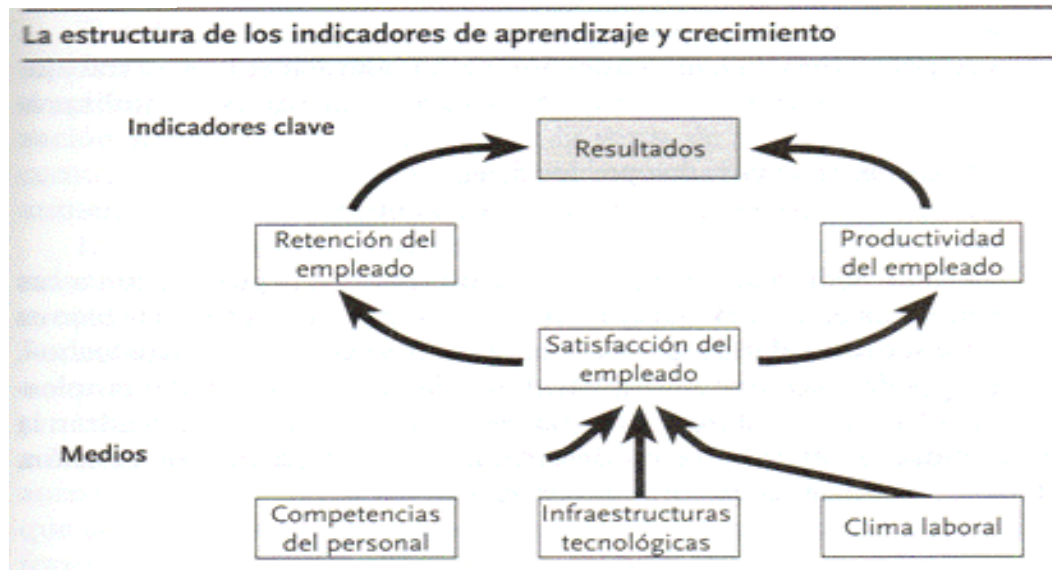 La estructura de los indicadores de aprendizaje y crecimiento
Indicadores clave
Resultados
Retención del
empleado
Productividad
del empleado
Satisfacción del
empleado
Medios
Competencias
del personal
Infraestructuras
tecnológicas
Clima laboral